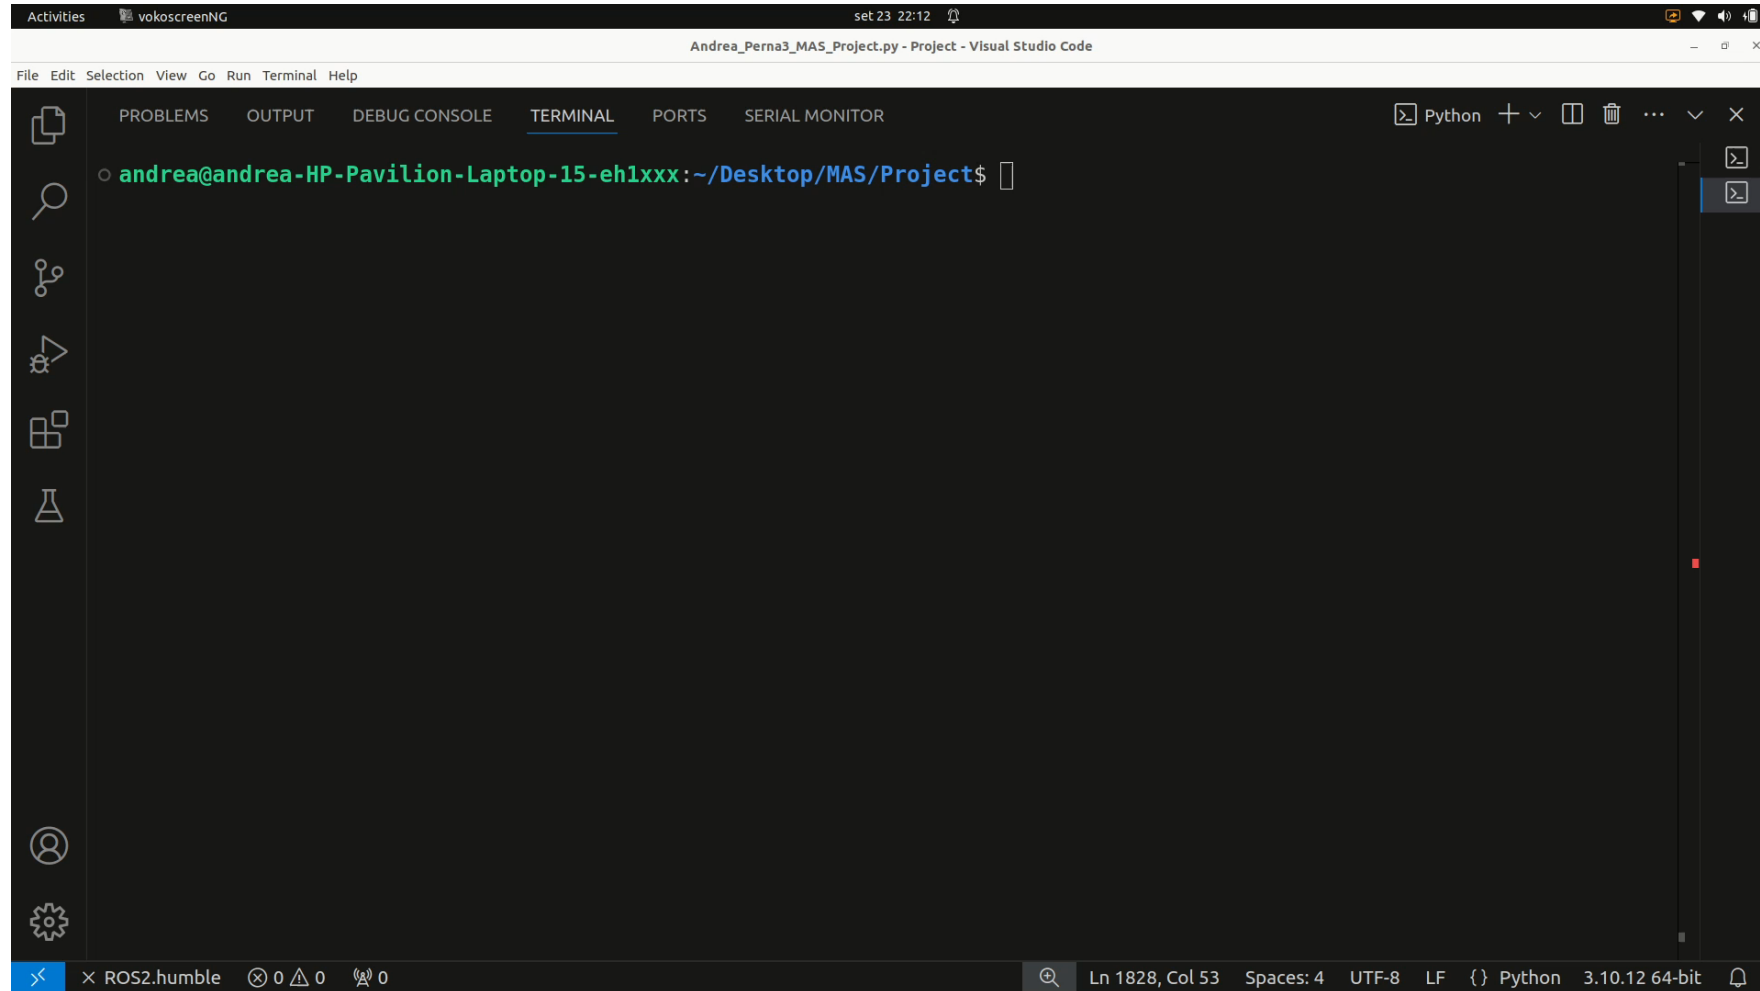 Activities vokoscreenNG set 23 22:12
Andrea_Perna3_MAS_Project.py - Project - Visual Studio Code
File Edit Selection View Go Run Terminal Help
PROBLEMS OUTPUT DEBUG CONSOLE TERMINAL PORTS SERIAL MONITOR Python
andrea@andrea-HP-Pavilion-Laptop-15-eh1xxx:~/Desktop/MAS/Project$
ROS2.humble 0 0 0 Ln 1828, Col 53 Spaces: 4 UTF-8 LF {} Python 3.10.12 64-bit